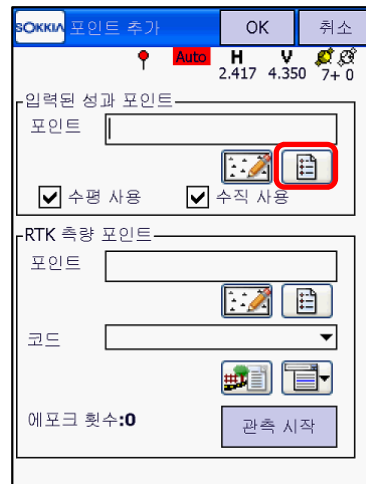 SOKKIA 포인트 추가 OK 취소
Auto H V
2.417 4.350 7+ 0
입력된 성과 포인트
포인트
수평 사용 수직 사용
RTK 측량 포인트
포인트
코드
에포크 횟수:0 관측 시작